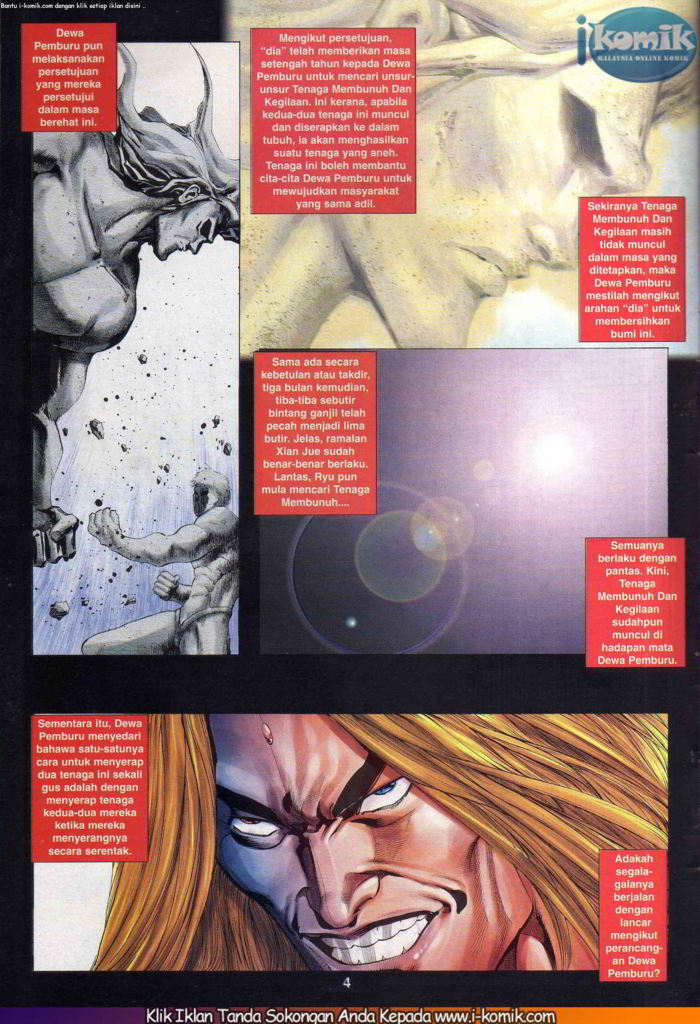 Bantu i-komik.com dengan klik setiap iklan disini ..
ikomik
MALAYSIA ONLINE KOMIK
Dewa
Pemburu pun
melaksanakan
persetujuan
yang mereka
persetujui
dalam masa
berehat ini.
Mengikut persetujuan,
“dia” telah memberikan masa
setengah tahun kepada Dewa
Pemburu untuk mencari unsur-
unsur Tenaga Membunuh Dan
Kegilaan. Ini kerana, apabila
kedua-dua tenaga ini muncul
dan diserapkan ke dalam
tubuh, ia akan menghasilkan
suatu tenaga yang aneh.
Tenaga ini boleh membantu
cita-cita Dewa Pemburu untuk
mewujudkan masyarakat
yang sama adil.
Sekiranya Tenaga
Membunuh Dan
Kegilaan masih
tidak muncul
dalam masa yang
ditetapkan, maka
Dewa Pemburu
mestilah mengikut
arahan “dia” untuk
membersihkan
bumi ini.
Sama ada secara
kebetulan atau takdir,
tiga bulan kemudian,
tiba-tiba sebutir
bintang ganjil telah
pecah menjadi lima
butir. Jelas, ramalan
Xian Jue sudah
benar-benar berlaku.
Lantas, Ryu pun
mula mencari Tenaga
Membunuh....
Semuanya
berlaku dengan
pantas. Kini,
Tenaga
Membunuh Dan
Kegilaan
sudahpun
muncul di
hadapan mata
Dewa Pemburu.
Sementara itu, Dewa
Pemburu menyedari
bahawa satu-satunya
cara untuk menyerap
dua tenaga ini sekali
gus adalah dengan
menyerap tenaga
kedua-dua mereka
ketika mereka
menyerangnya
secara serentak.
Adakah
segala-
galanya
berjalan
dengan
lancar
mengikut
perancang-
an Dewa
Pemburu?
4
Klik Iklan Tanda Sokongan Anda Kepada www.i-komik.com